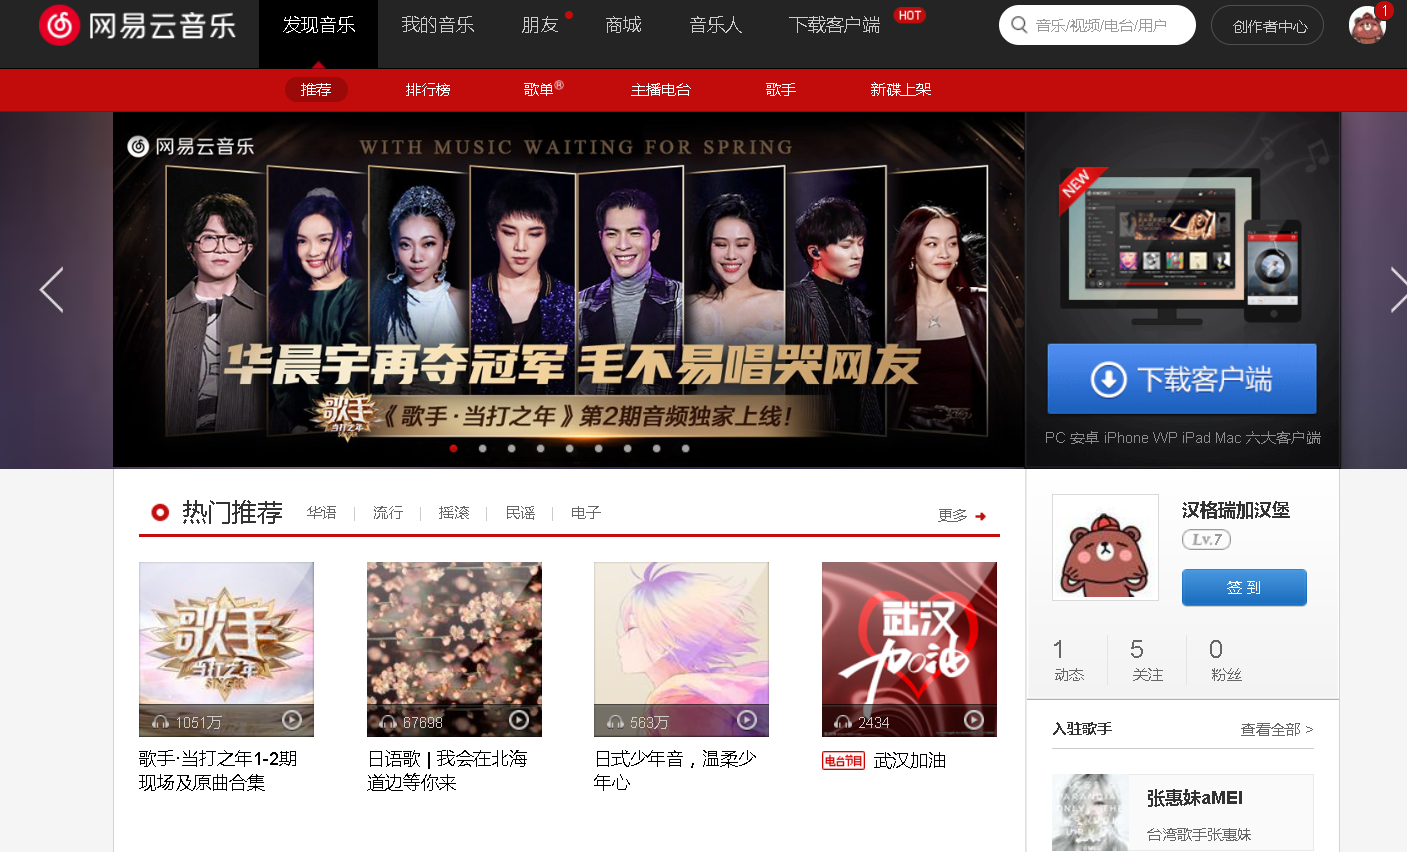 网易云音乐
发现音乐
我的音乐
朋友
商城
音乐人
下载客户端
HOT
音乐/视频/电台/用户
创作者中心
1
推荐
排行榜
歌单®
主播电台
歌手
新碟上架
网易云音乐
WITH MUSIC WAITING FOR SPRING
华晨宇再夺冠军 毛不易唱哭网友
歌手
当打之年
《歌手·当打之年》第2期音频独家上线！
NEW
下载客户端
PC 安卓 iPhone WP iPad Mac 六大客户端
热门推荐
华语
流行
摇滚
民谣
电子
更多
歌手
当打之年
SINGER
1051万
67698
563万
武汉
加油
2434
歌手·当打之年1-2期
现场及原曲合集
日语歌 | 我会在北海
道边等你来
日式少年音，温柔少
年心
电台节目 武汉加油
汉格瑞加汉堡
Lv.7
签 到
1
动态
5
关注
0
粉丝
入驻歌手
查看全部 >
张惠妹aMEI
台湾歌手张惠妹